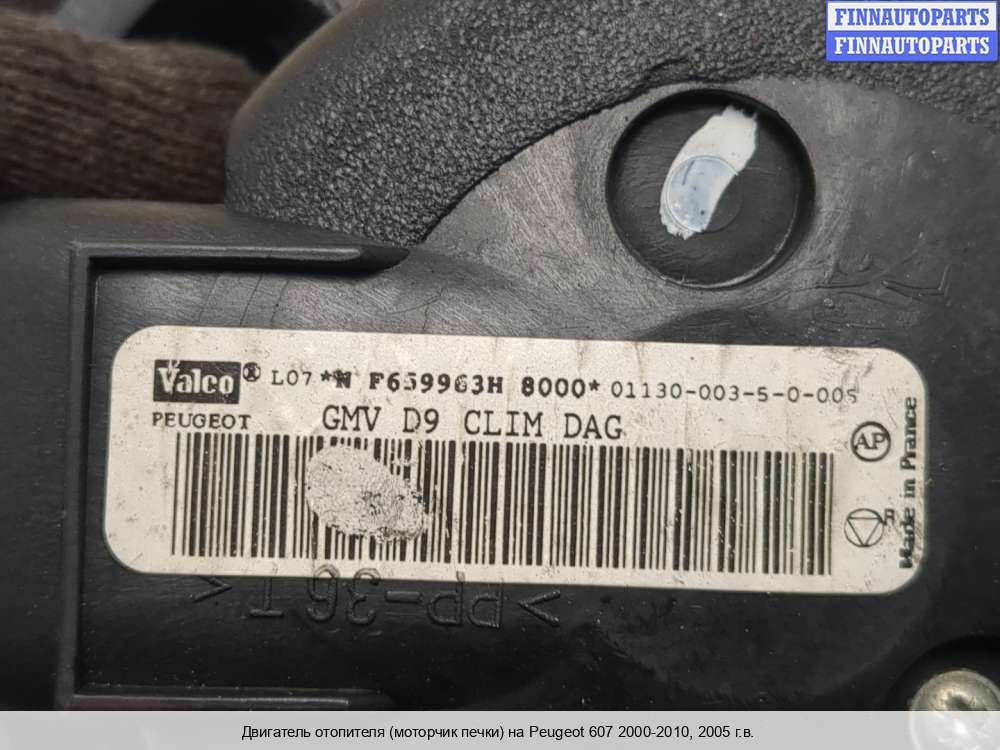 FINNAUTOPARTS
FINNAUTOPARTS
Valeo® L07 *N F659963H 8000* 01130-003-5-0-00S
PEUGEOT GMV D9 CLIM DAG
AP
R
Made in France
>PP-36T<
Двигатель отопителя (моторчик печки) на Peugeot 607 2000-2010, 2005 г.в.